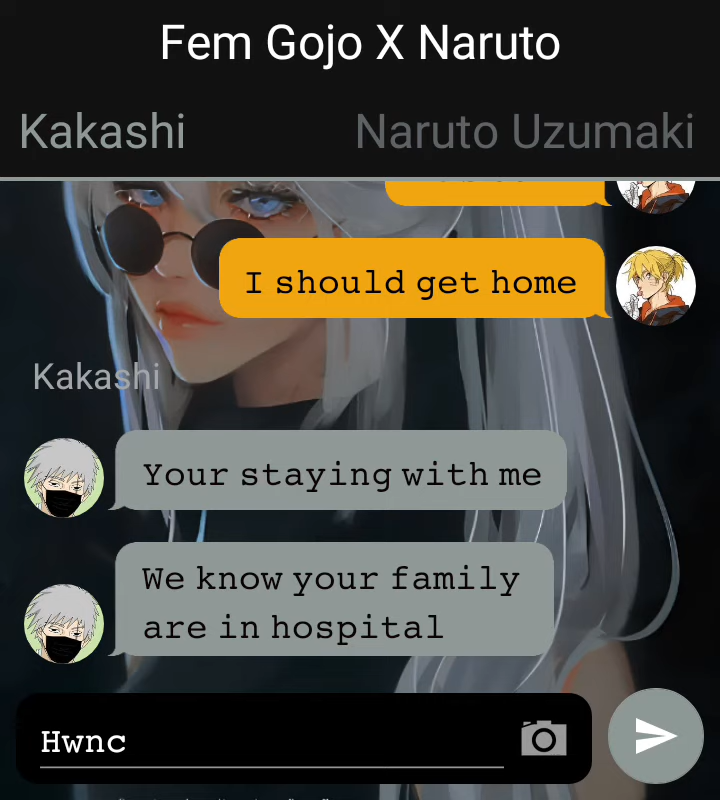 Fem Gojo X Naruto
Kakashi
Naruto Uzumaki
I should get home
Kakashi
Your staying with me
We know your family
are in hospital
Hwnc